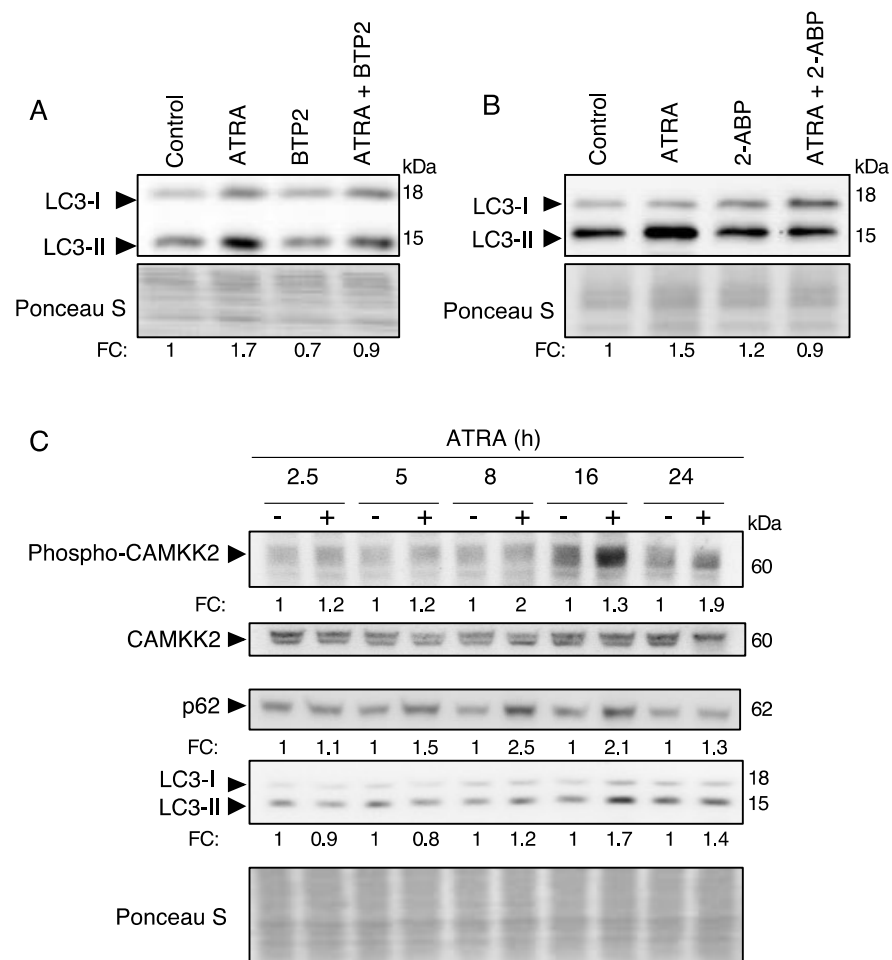 A
Control
ATRA
BTP2
ATRA + BTP2
kDa
LC3-I
18
LC3-II
15
Ponceau S
FC: 1 1.7 0.7 0.9
B
Control
ATRA
2-ABP
ATRA + 2-ABP
kDa
LC3-I
18
LC3-II
15
Ponceau S
FC: 1 1.5 1.2 0.9
C
ATRA (h)
2.5 5 8 16 24
- + - + - + - + - +
kDa
Phospho-CAMKK2
60
FC: 1 1.2 1 1.2 1 2 1 1.3 1 1.9
CAMKK2
60
p62
62
FC: 1 1.1 1 1.5 1 2.5 1 2.1 1 1.3
LC3-I
18
LC3-II
15
FC: 1 0.9 1 0.8 1 1.2 1 1.7 1 1.4
Ponceau S